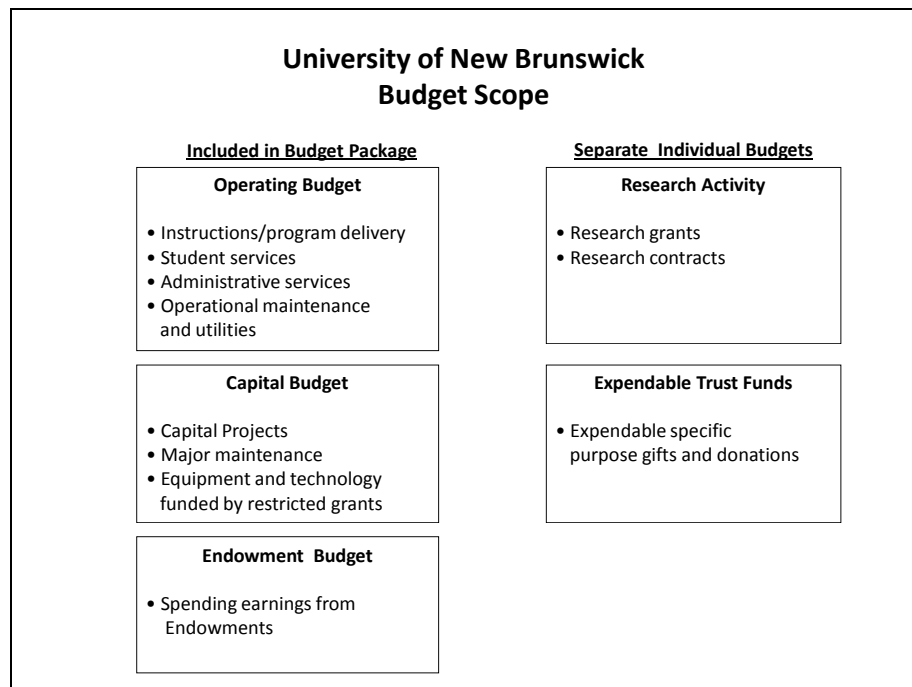 University of New Brunswick
Budget Scope
Included in Budget Package
Operating Budget
• Instructions/program delivery
• Student services
• Administrative services
• Operational maintenance
and utilities
Capital Budget
• Capital Projects
• Major maintenance
• Equipment and technology
funded by restricted grants
Endowment Budget
• Spending earnings from
Endowments
Separate Individual Budgets
Research Activity
• Research grants
• Research contracts
Expendable Trust Funds
• Expendable specific
purpose gifts and donations